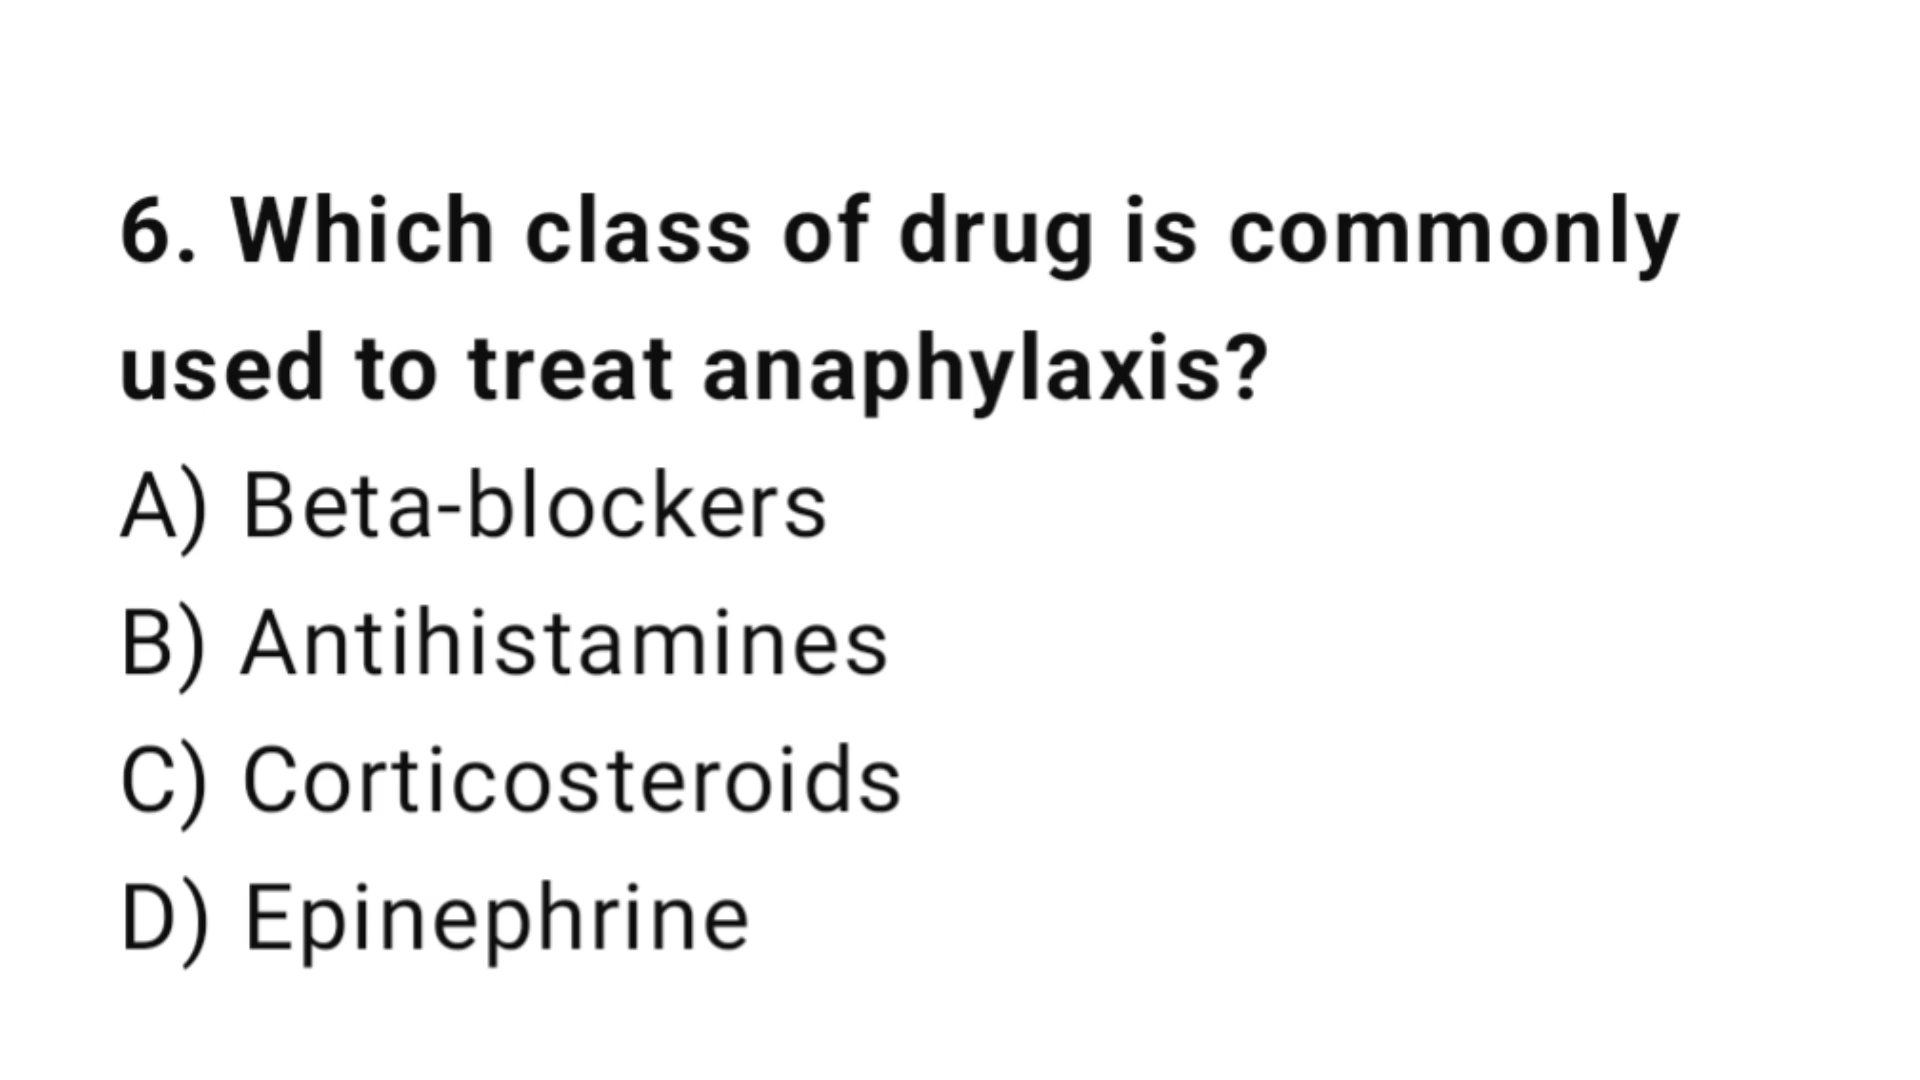 6. Which class of drug is commonly
used to treat anaphylaxis?
A) Beta-blockers
B) Antihistamines
C) Corticosteroids
D) Epinephrine